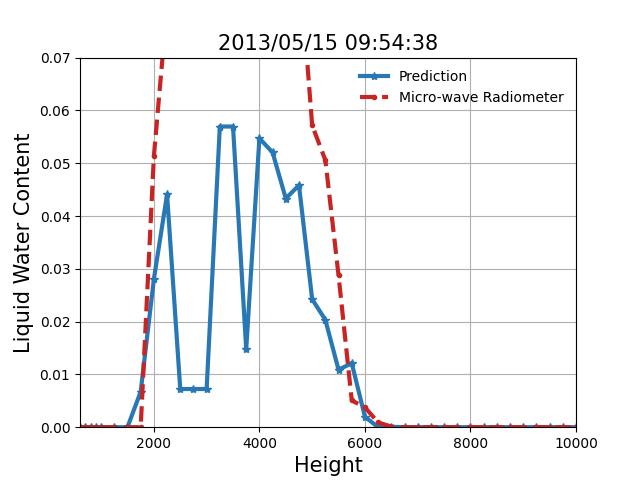 2013/05/15 09:54:38
0.07
0.06
0.05
0.04
0.03
0.02
0.01
0.00
Liquid Water Content
Prediction
Micro-wave Radiometer
2000 4000 6000 8000 10000
Height